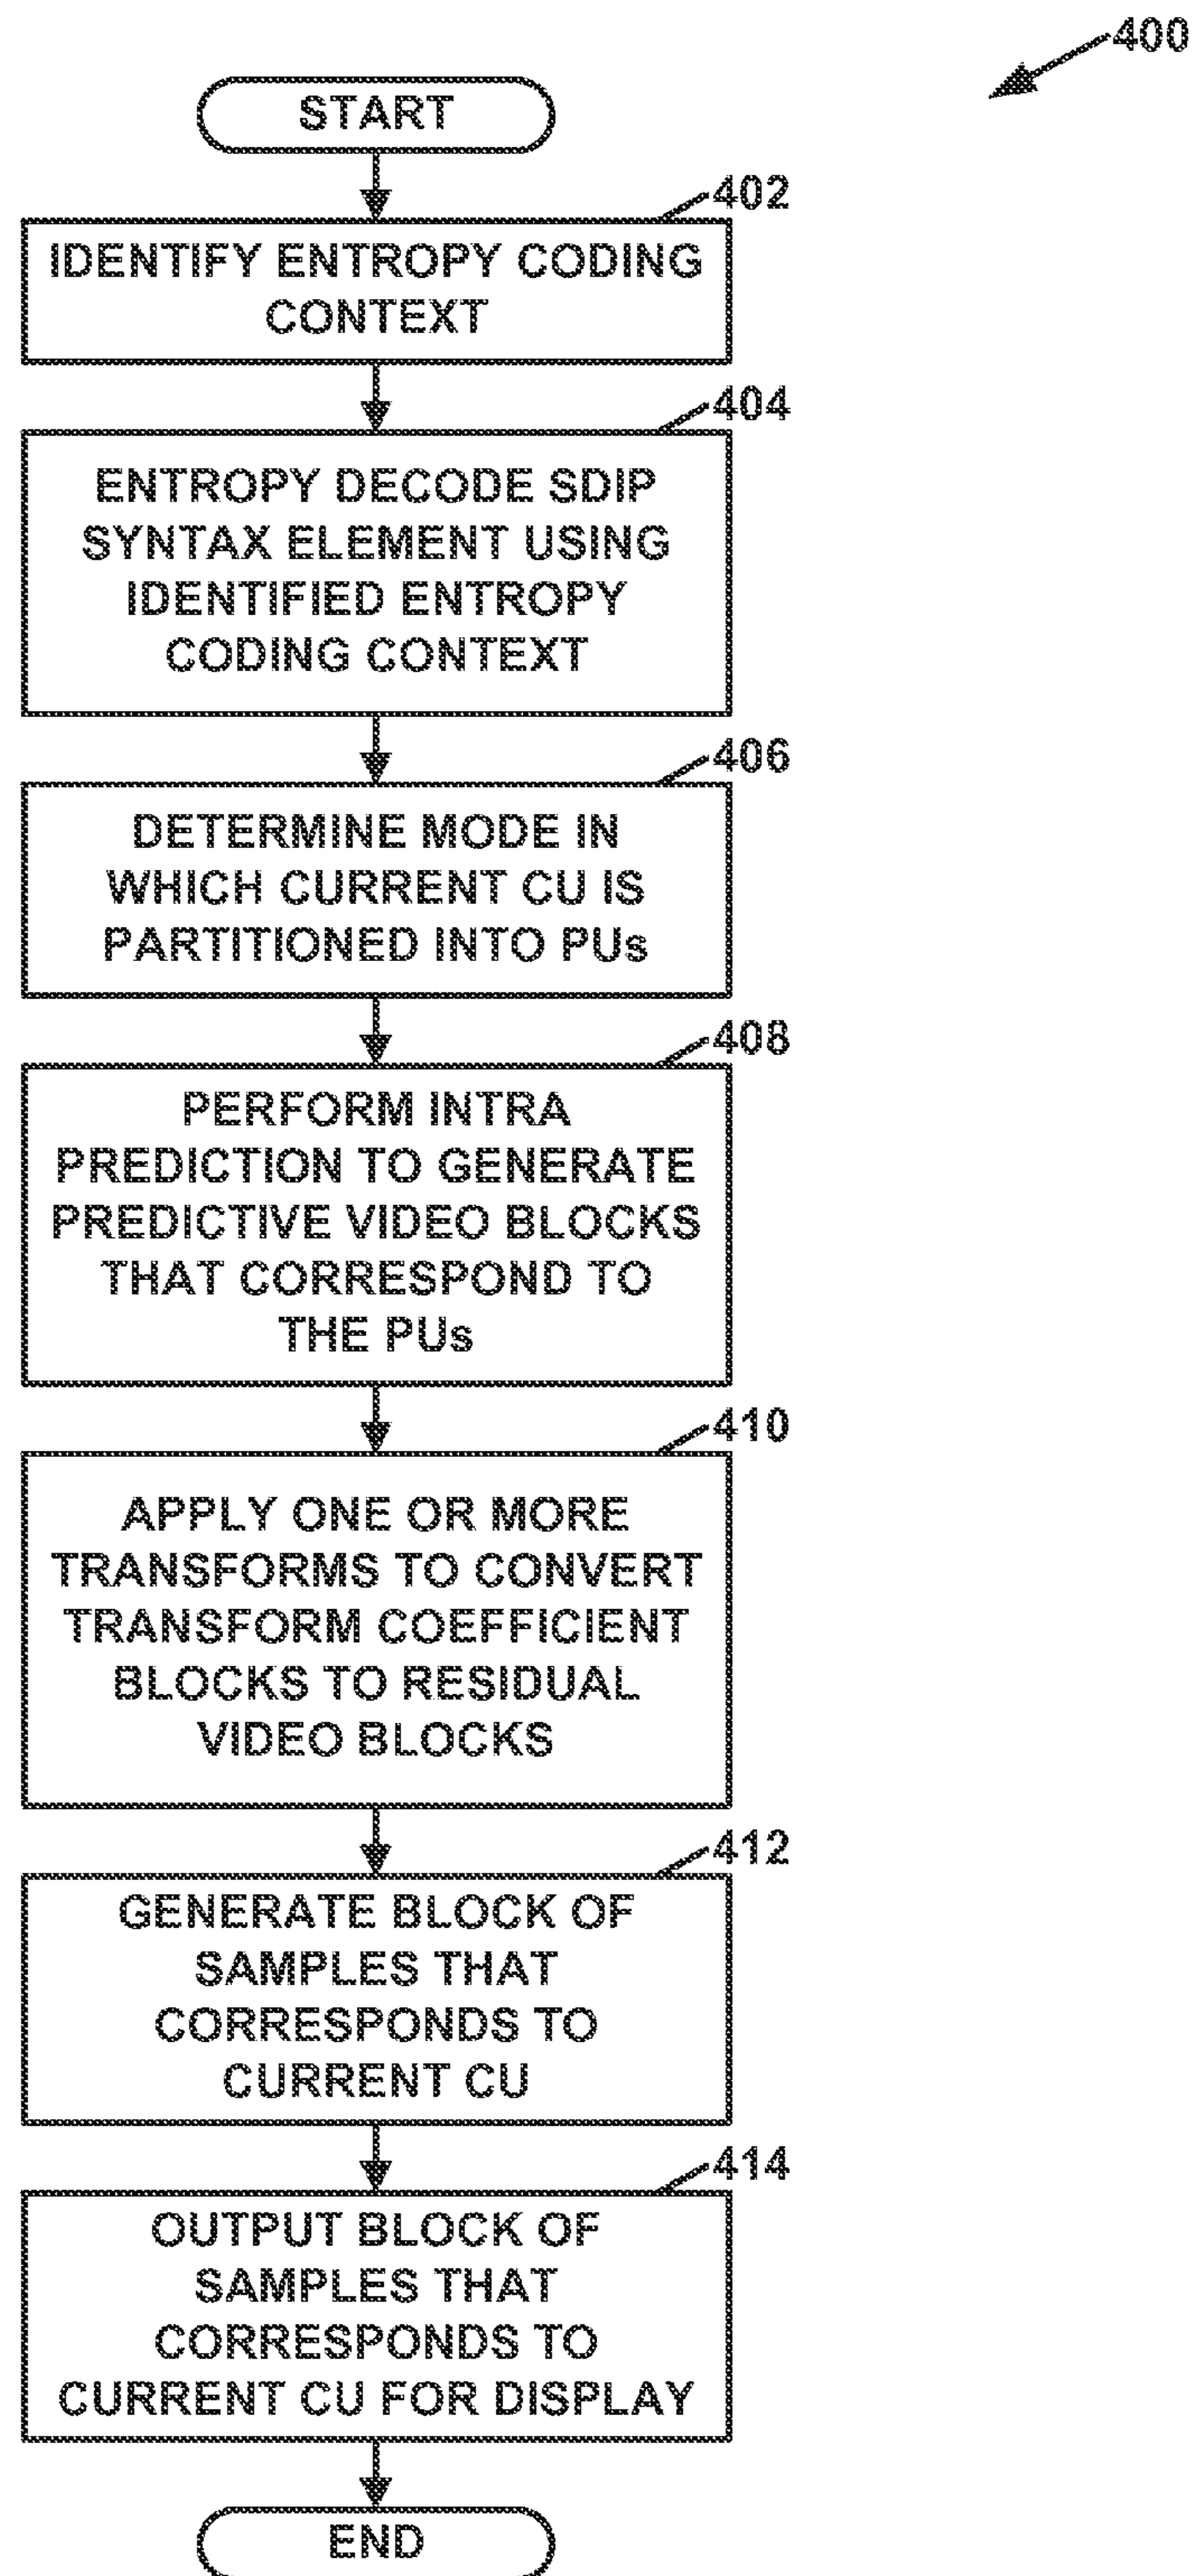 400
START
402
IDENTIFY ENTROPY CODING
CONTEXT
404
ENTROPY DECODE SDIP
SYNTAX ELEMENT USING
IDENTIFIED ENTROPY
CODING CONTEXT
406
DETERMINE MODE IN
WHICH CURRENT CU IS
PARTITIONED INTO PUs
408
PERFORM INTRA
PREDICTION TO GENERATE
PREDICTIVE VIDEO BLOCKS
THAT CORRESPOND TO
THE PUs
410
APPLY ONE OR MORE
TRANSFORMS TO CONVERT
TRANSFORM COEFFICIENT
BLOCKS TO RESIDUAL
VIDEO BLOCKS
412
GENERATE BLOCK OF
SAMPLES THAT
CORRESPONDS TO
CURRENT CU
414
OUTPUT BLOCK OF
SAMPLES THAT
CORRESPONDS TO
CURRENT CU FOR DISPLAY
END